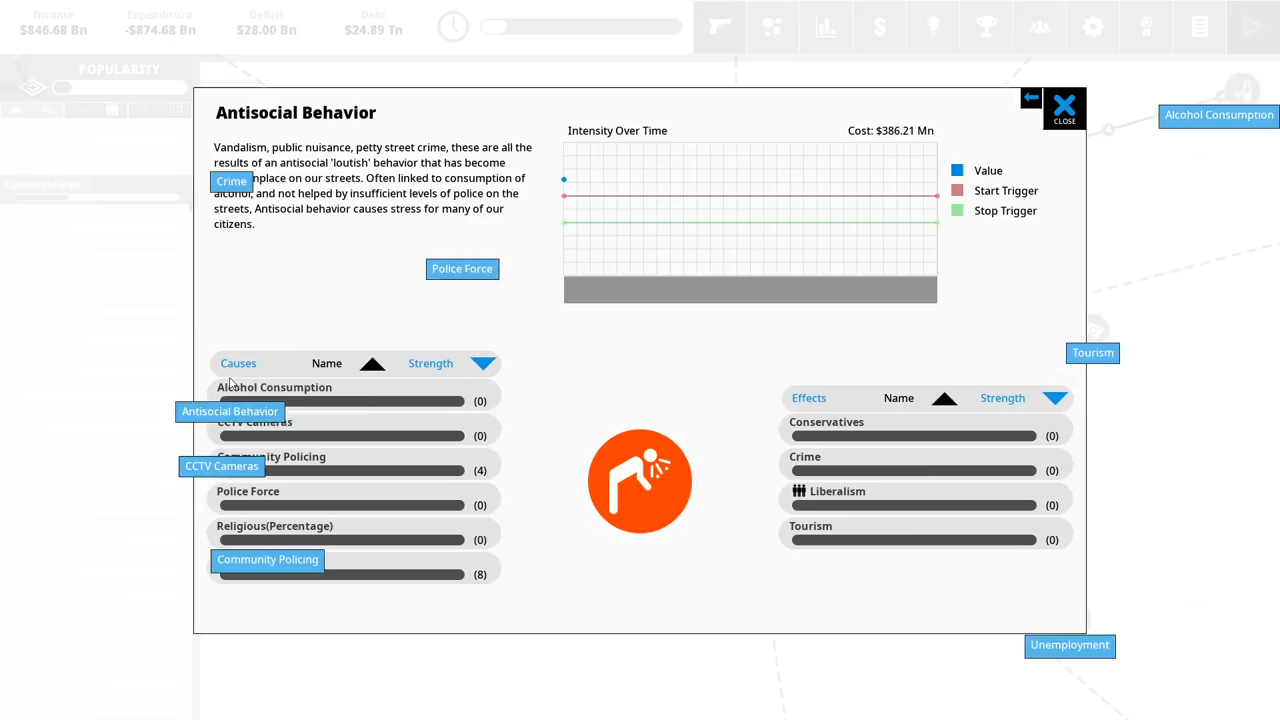 Income
Expenditure
Deficit
Debt
$846.68 Bn
-$874.68 Bn
$28.00 Bn
$24.89 Tn
POPULARITY
Antisocial Behavior
CLOSE
Alcohol Consumption
Vandalism, public nuisance, petty street crime, these are all the
results of an antisocial 'loutish' behavior that has become
nplace on our streets. Often linked to consumption of
Crime
alcohol, and not helped by insufficient levels of police on the
streets, Antisocial behavior causes stress for many of our
citizens.
Police Force
Intensity Over Time
Cost: $386.21 Mn
Value
Start Trigger
Stop Trigger
Tourism
Causes
Name
Strength
Alcohol Consumption
(0)
Antisocial Behavior
CCTV Cameras
(0)
Community Policing
(4)
CCTV Cameras
Police Force
(0)
Religious(Percentage)
(0)
Community Policing
(8)
Effects
Name
Strength
Conservatives
(0)
Crime
(0)
Liberalism
(0)
Tourism
(0)
Unemployment